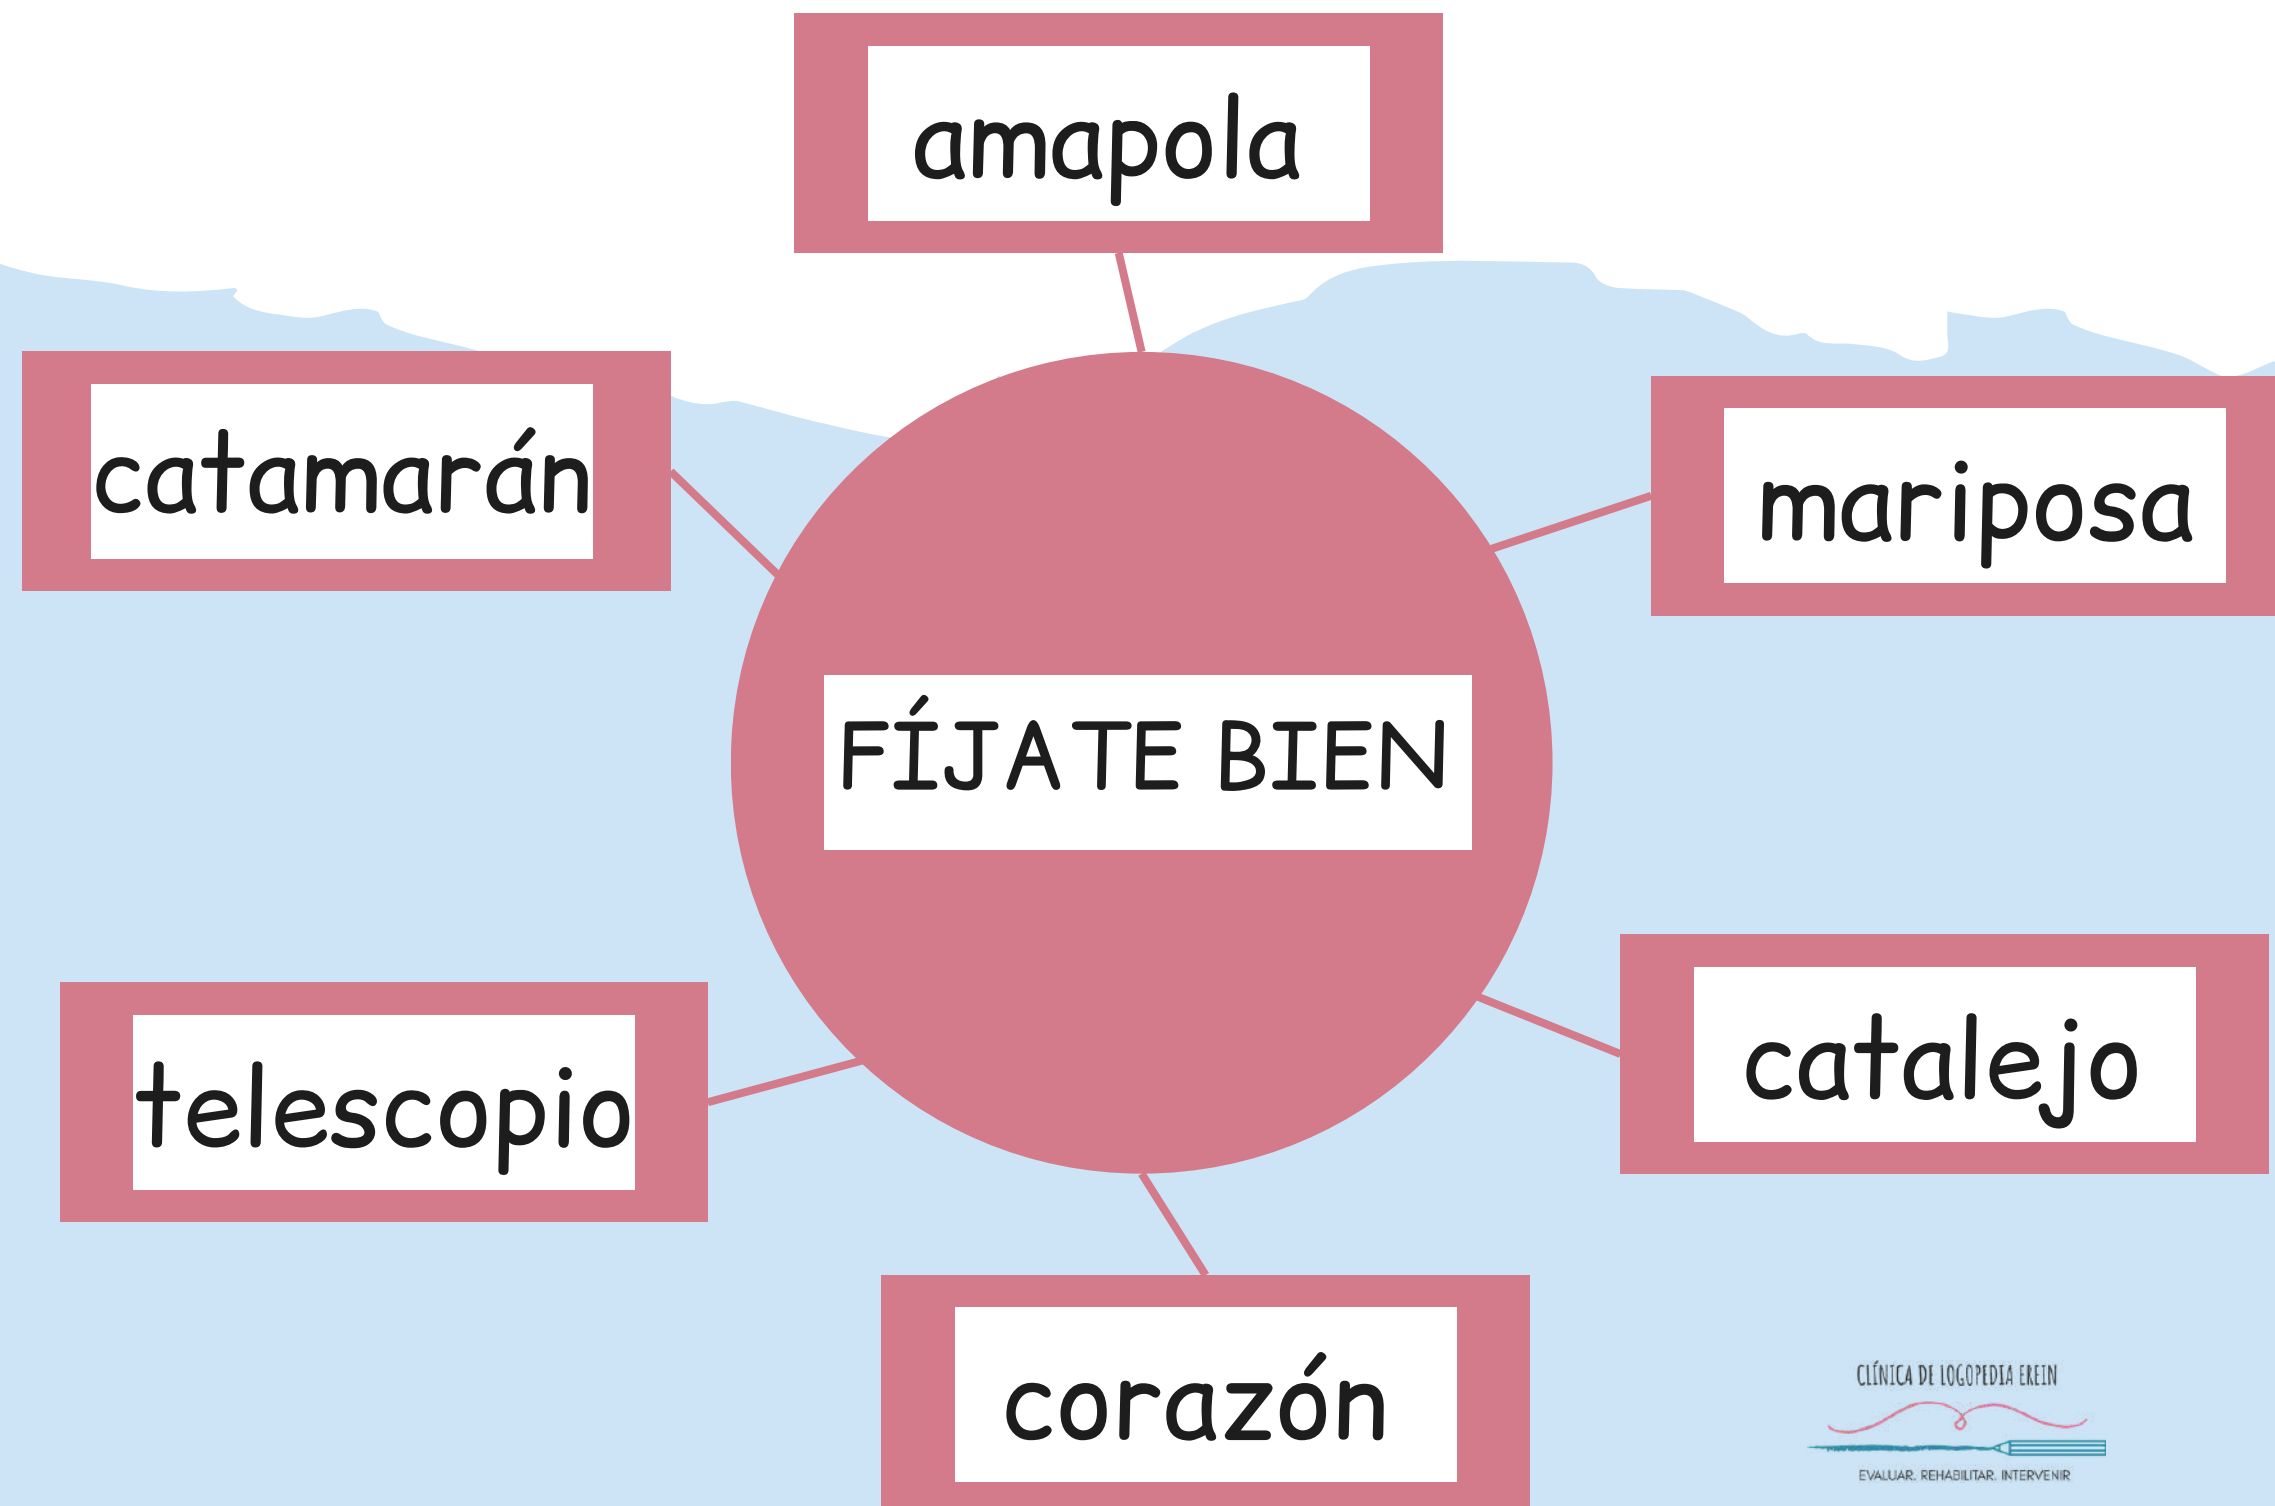 amapola
catamarán
mariposa
FÍJATE BIEN
catalejo
telescopio
corazón
CLÍNICA DE LOGOPEDIA EREIN
EVALUAR. REHABILITAR. INTERVENIR